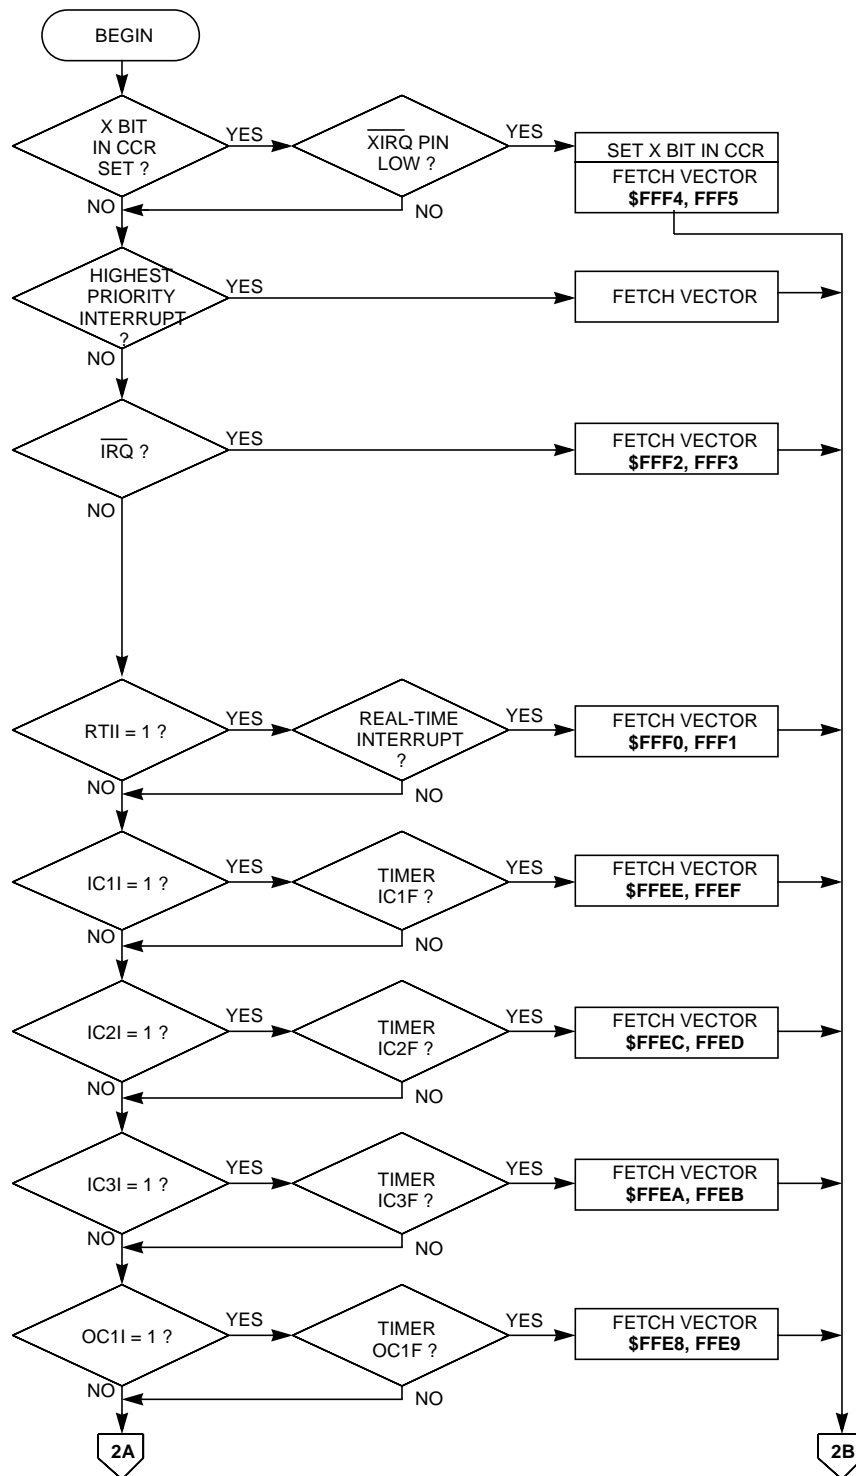 BEGIN
X BIT
IN CCR
SET ?
YES
XIRQ PIN
LOW ?
YES
SET X BIT IN CCR
FETCH VECTOR
$FFF4, FFF5
NO
NO
HIGHEST
PRIORITY
INTERRUPT
?
YES
FETCH VECTOR
NO
IRQ ?
YES
FETCH VECTOR
$FFF2, FFF3
NO
RTII = 1 ?
YES
REAL-TIME
INTERRUPT
?
YES
FETCH VECTOR
$FFF0, FFF1
NO
NO
IC1I = 1 ?
YES
TIMER
IC1F ?
YES
FETCH VECTOR
$FFEE, FFEF
NO
NO
IC2I = 1 ?
YES
TIMER
IC2F ?
YES
FETCH VECTOR
$FFEC, FFED
NO
NO
IC3I = 1 ?
YES
TIMER
IC3F ?
YES
FETCH VECTOR
$FFEA, FFEB
NO
NO
OC1I = 1 ?
YES
TIMER
OC1F ?
YES
FETCH VECTOR
$FFE8, FFE9
NO
NO
2A
2B